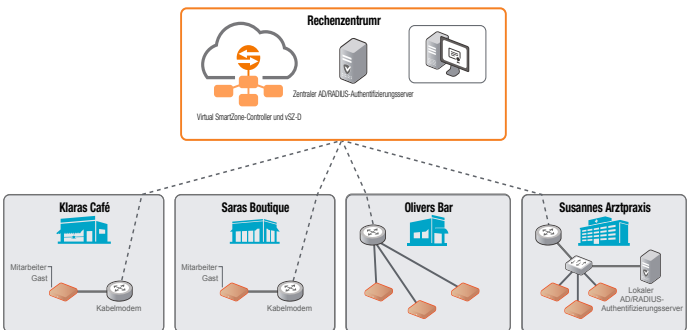 Rechenzentrumr
Zentraler AD/RADIUS-Authentifizierungsserver
Virtual SmartZone-Controller und vSZ-D
Klaras Café
Mitarbeiter
Gast
Kabelmodem
Saras Boutique
Mitarbeiter
Gast
Kabelmodem
Olivers Bar
Susannes Arztpraxis
Lokaler
AD/RADIUS-
Authentifizierungsserver